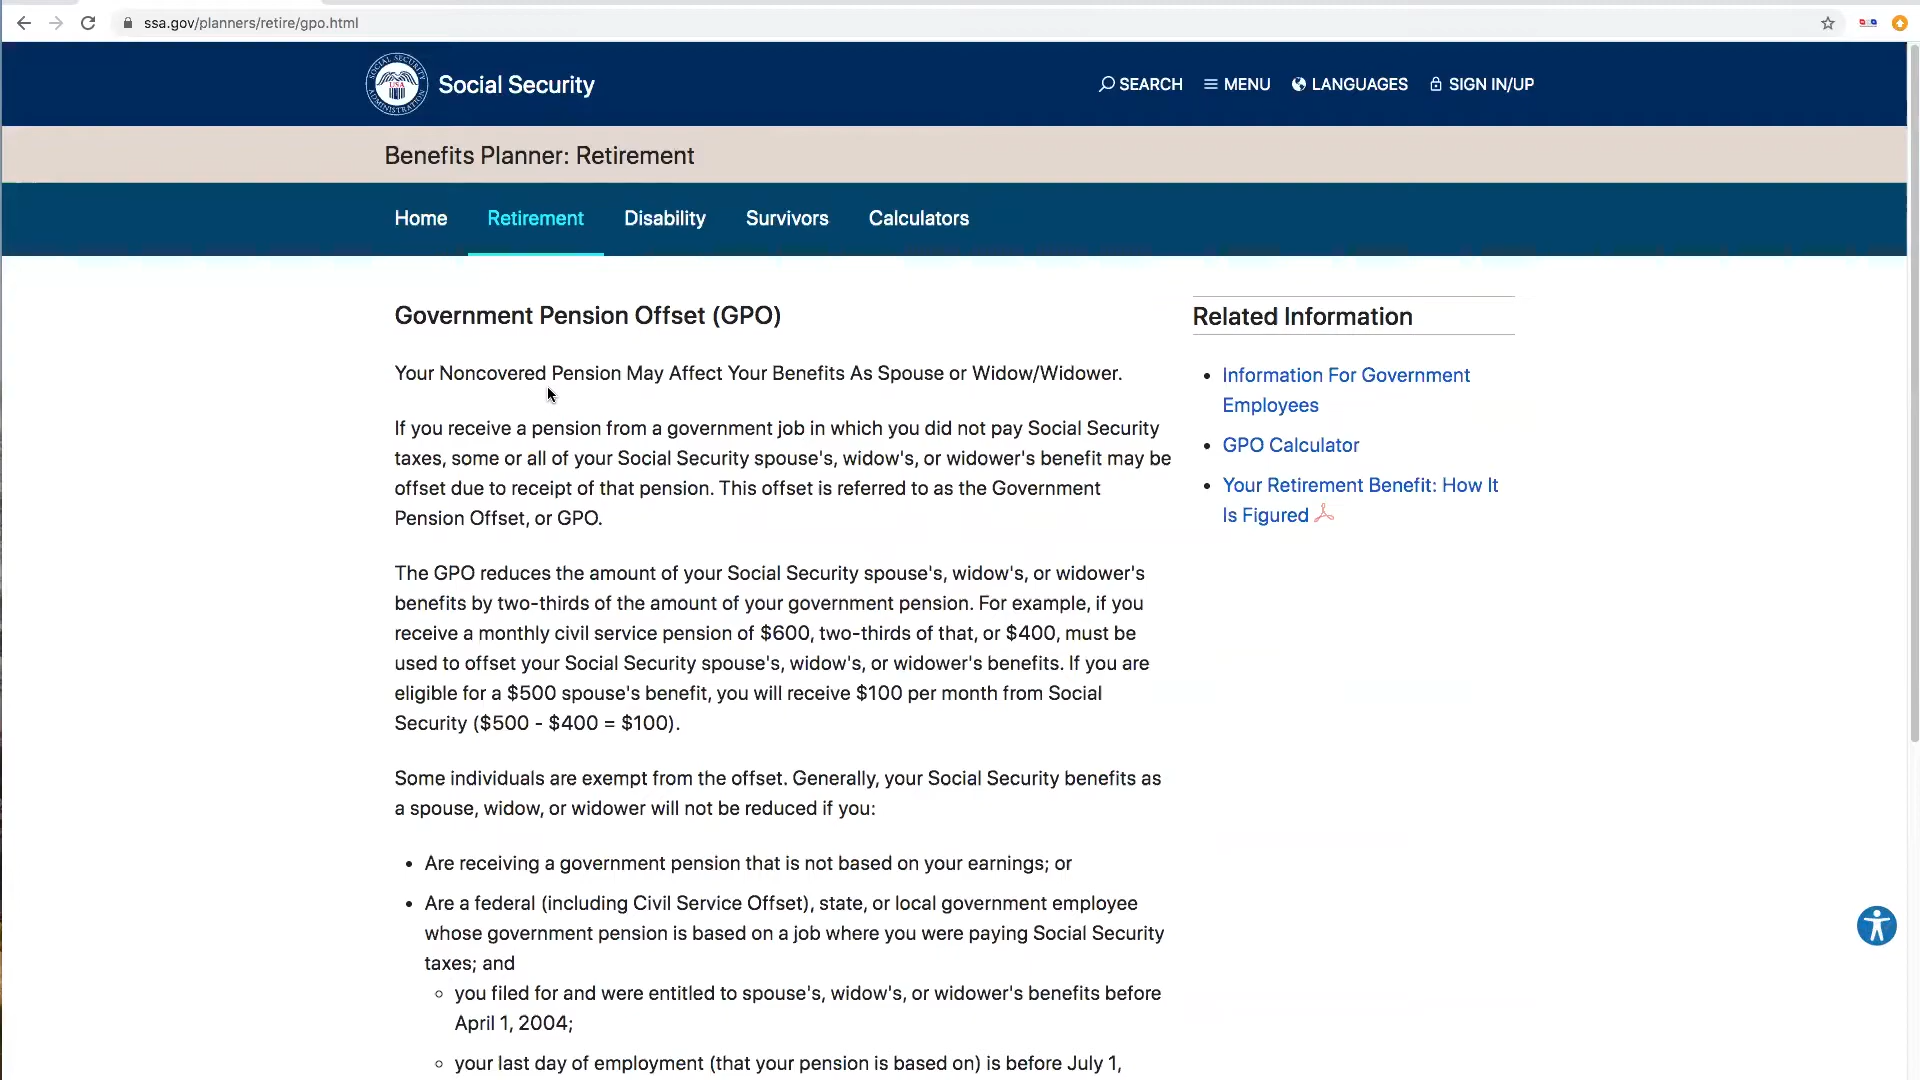 ssa.gov/planners/retire/gpo.html
Social Security
SEARCH
MENU
LANGUAGES
SIGN IN/UP
Benefits Planner: Retirement
Home
Retirement
Disability
Survivors
Calculators
Government Pension Offset (GPO)
Your Noncovered Pension May Affect Your Benefits As Spouse or Widow/Widower.
If you receive a pension from a government job in which you did not pay Social Security
taxes, some or all of your Social Security spouse's, widow's, or widower's benefit may be
offset due to receipt of that pension. This offset is referred to as the Government
Pension Offset, or GPO.
The GPO reduces the amount of your Social Security spouse's, widow's, or widower's
benefits by two-thirds of the amount of your government pension. For example, if you
receive a monthly civil service pension of $600, two-thirds of that, or $400, must be
used to offset your Social Security spouse's, widow's, or widower's benefits. If you are
eligible for a $500 spouse's benefit, you will receive $100 per month from Social
Security ($500 - $400 = $100).
Some individuals are exempt from the offset. Generally, your Social Security benefits as
a spouse, widow, or widower will not be reduced if you:
• Are receiving a government pension that is not based on your earnings; or
• Are a federal (including Civil Service Offset), state, or local government employee
whose government pension is based on a job where you were paying Social Security
taxes; and
◦ you filed for and were entitled to spouse's, widow's, or widower's benefits before
April 1, 2004;
◦ your last day of employment (that your pension is based on) is before July 1,
Related Information
• Information For Government
Employees
• GPO Calculator
• Your Retirement Benefit: How It
Is Figured